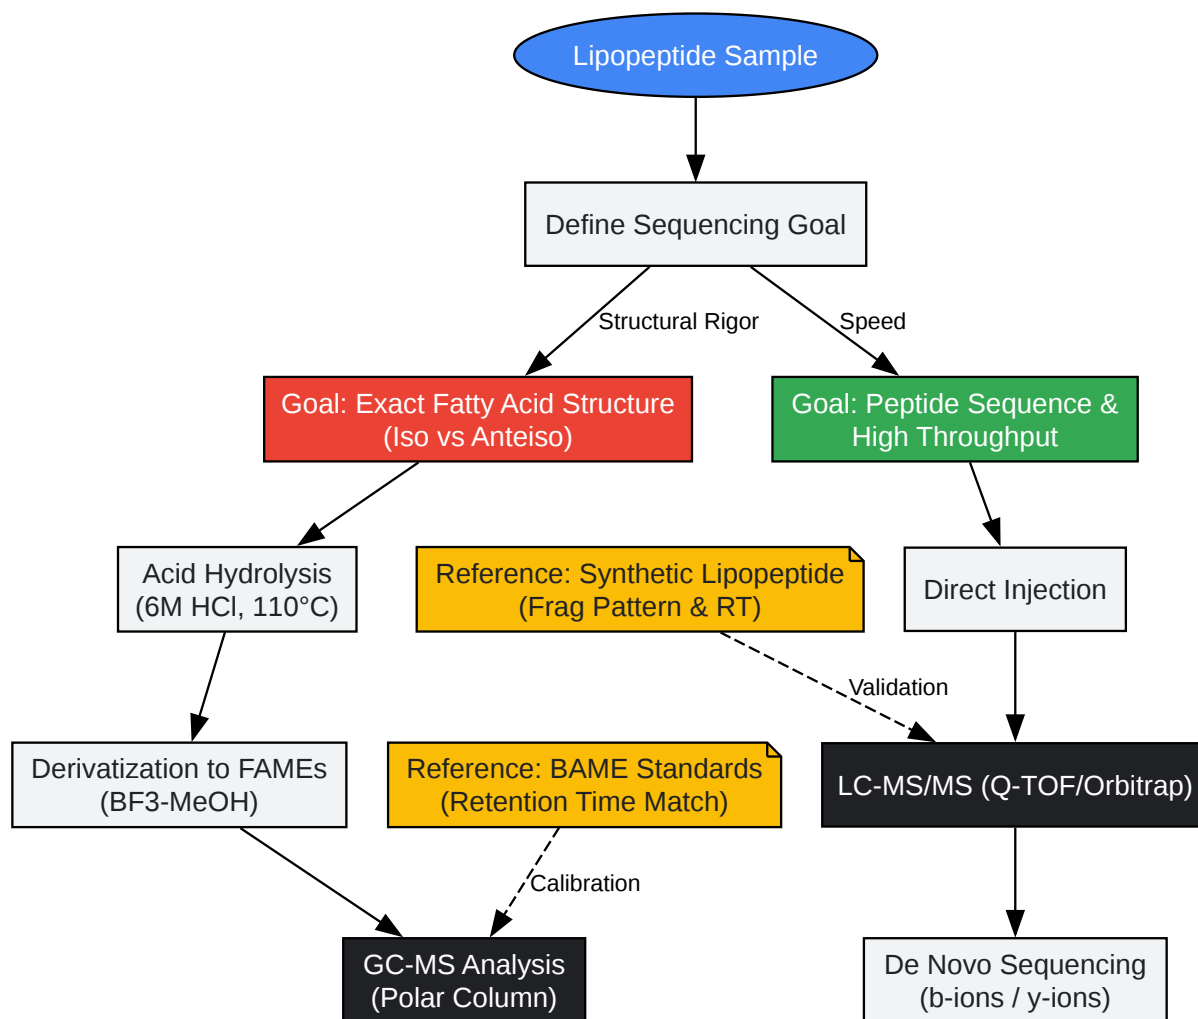 Lipopeptide Sample
Define Sequencing Goal
Structural Rigor
Speed
Goal: Exact Fatty Acid Structure
(Iso vs Anteiso)
Goal: Peptide Sequence &
High Throughput
Acid Hydrolysis
(6M HCl, 110°C)
Reference: Synthetic Lipopeptide
(Frag Pattern & RT)
Direct Injection
Validation
Derivatization to FAMEs
(BF3-MeOH)
Reference: BAME Standards
(Retention Time Match)
LC-MS/MS (Q-TOF/Orbitrap)
Calibration
GC-MS Analysis
(Polar Column)
De Novo Sequencing
(b-ions / y-ions)